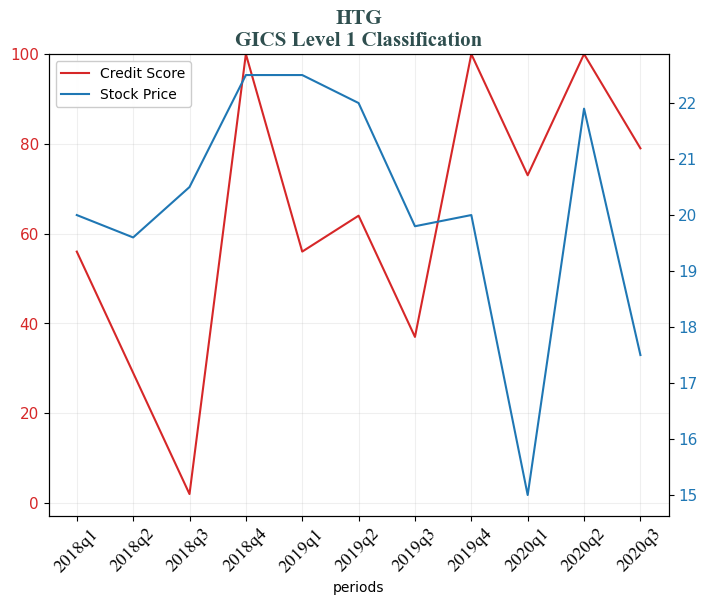 HTG
GICS Level 1 Classification
Credit Score
Stock Price
100
80
60
40
20
0
22
21
20
19
18
17
16
15
2018q1
2018q2
2018q3
2018q4
2019q1
2019q2
2019q3
2019q4
2020q1
2020q2
2020q3
periods